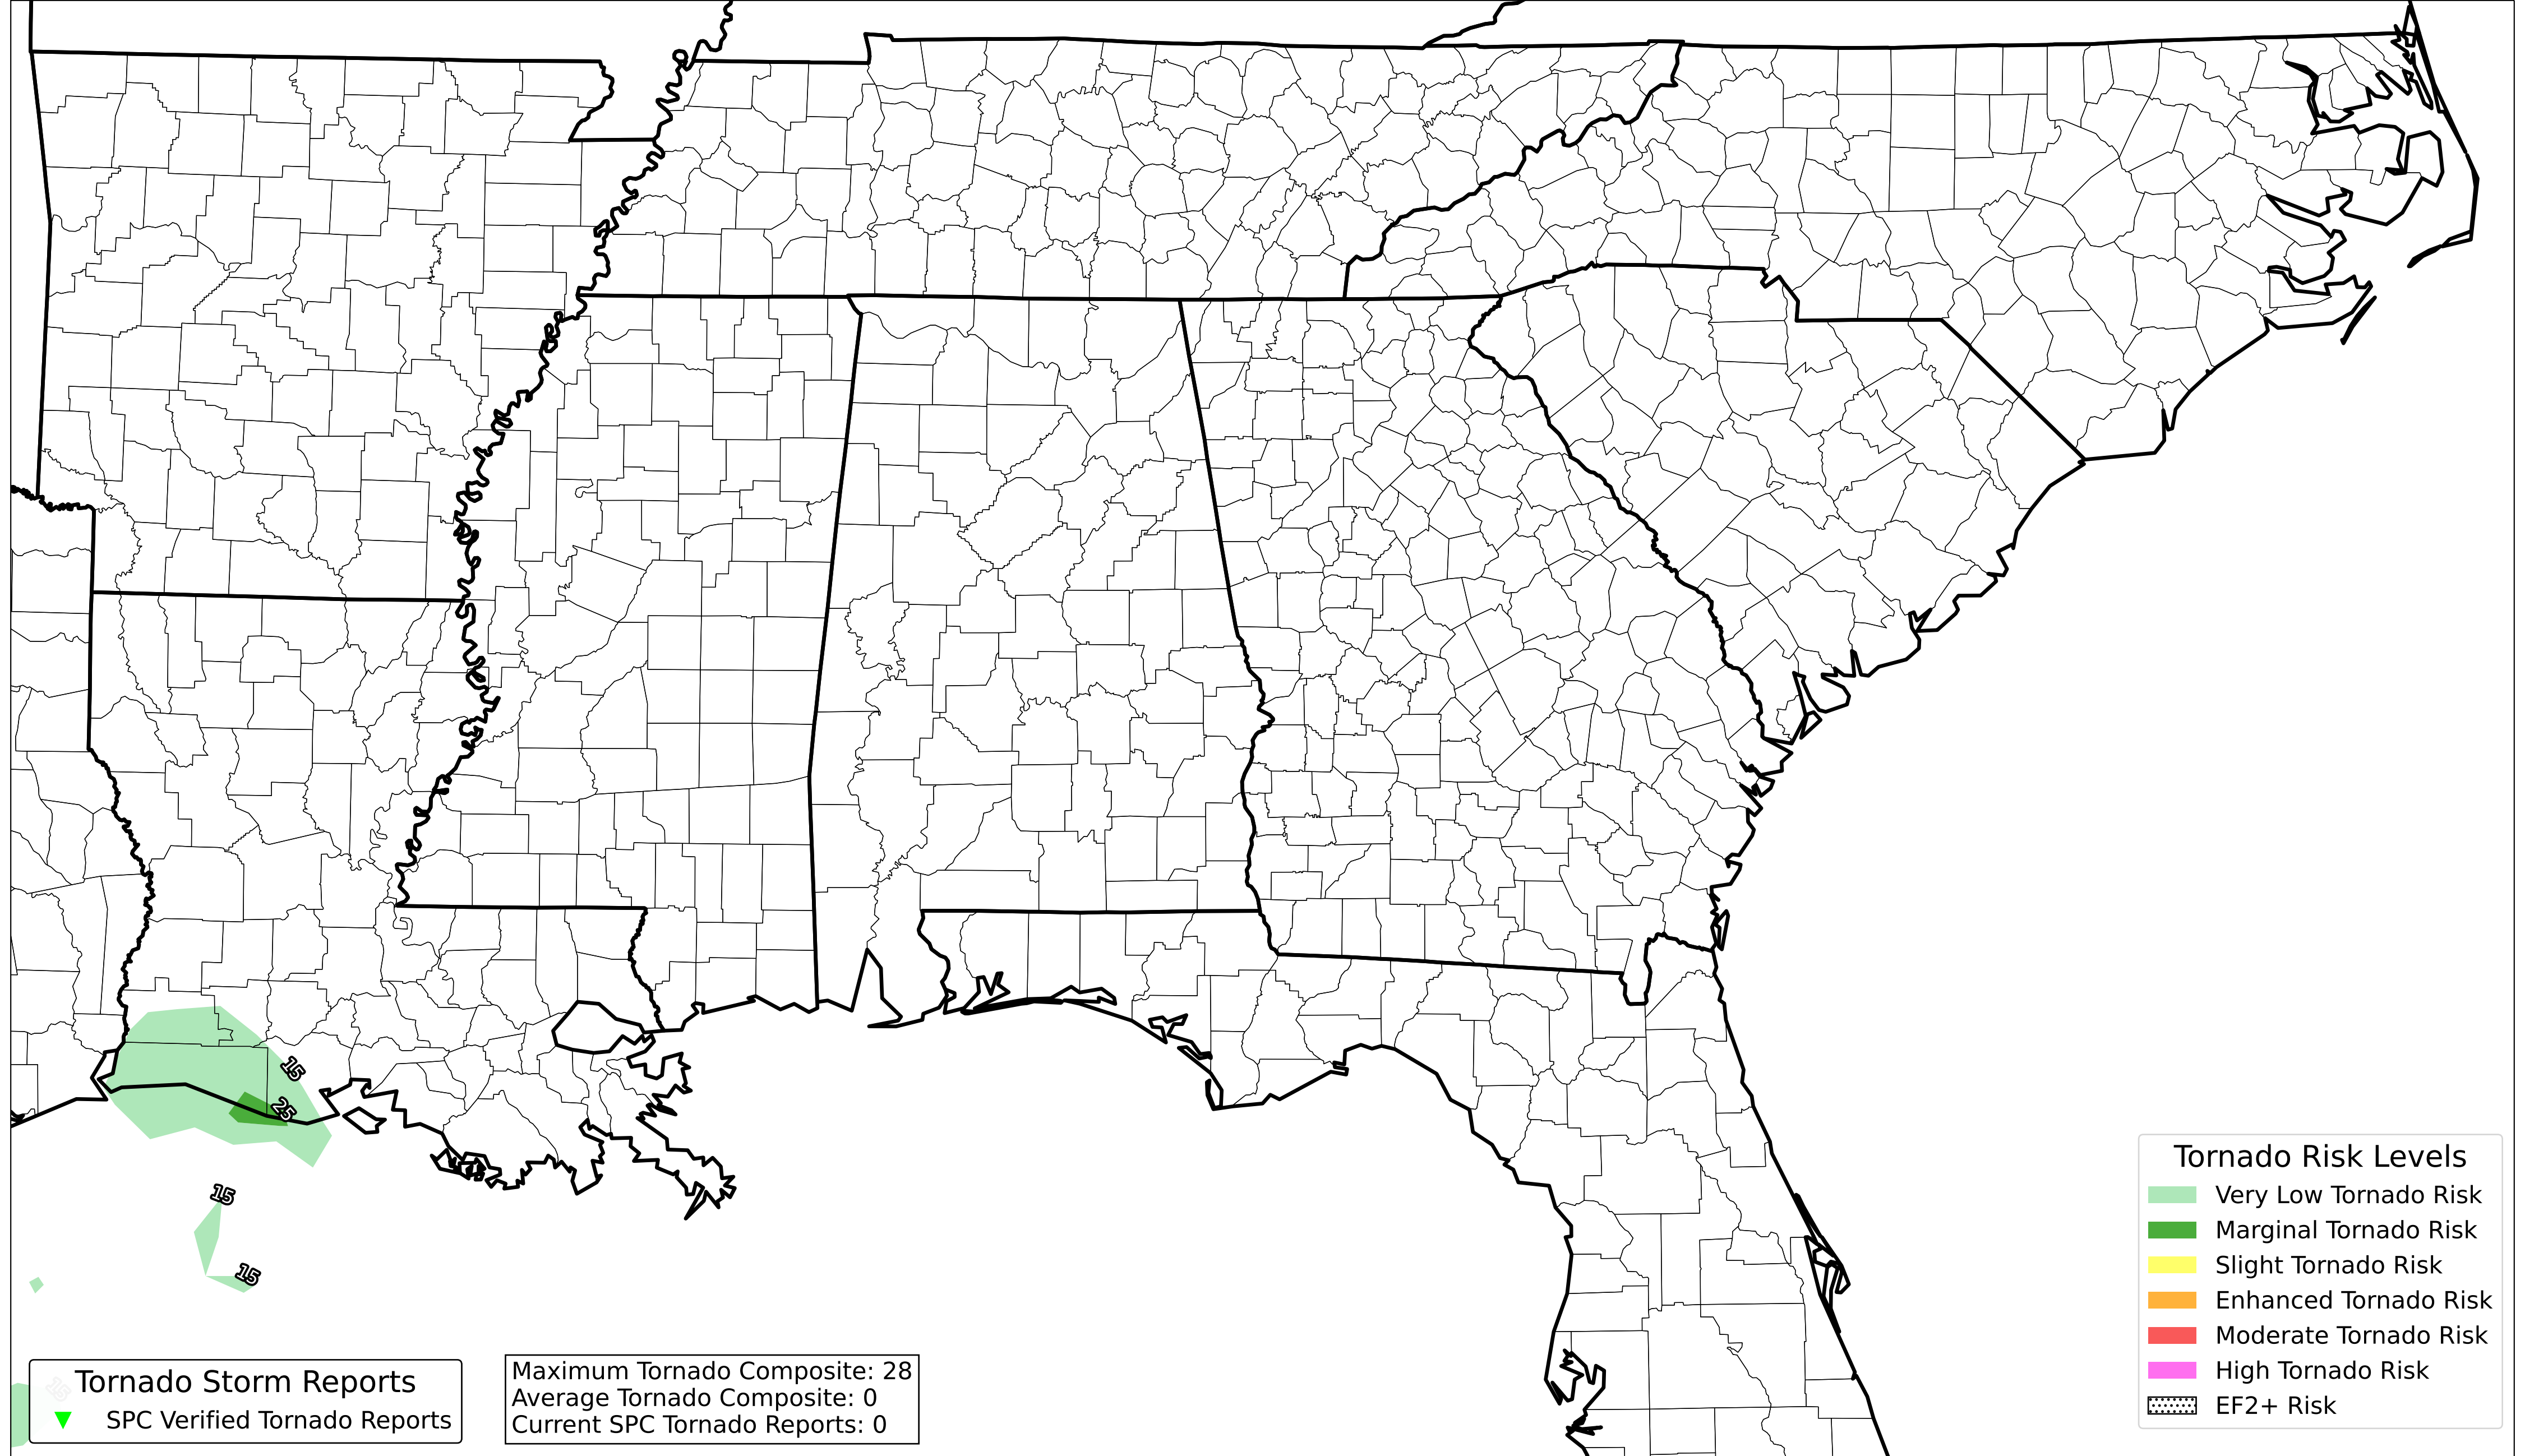 15
25
15
15
15
Tornado Storm Reports
SPC Verified Tornado Reports
Maximum Tornado Composite: 28
Average Tornado Composite: 0
Current SPC Tornado Reports: 0
Tornado Risk Levels
Very Low Tornado Risk
Marginal Tornado Risk
Slight Tornado Risk
Enhanced Tornado Risk
Moderate Tornado Risk
High Tornado Risk
EF2+ Risk